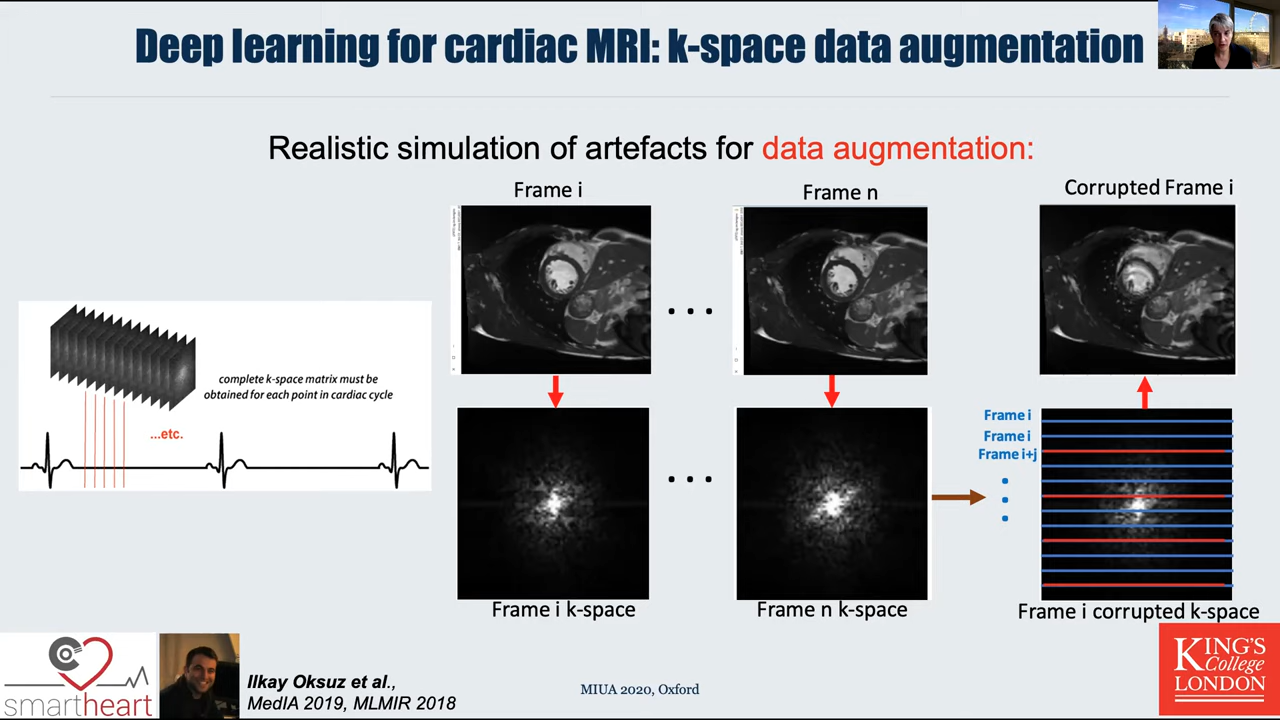 Deep learning for cardiac MRI: k-space data augmentation
Realistic simulation of artefacts for data augmentation:
Frame i
Frame n
Corrupted Frame i
complete k-space matrix must be
obtained for each point in cardiac cycle
...etc.
Frame i
Frame i
Frame i+j
Frame i k-space
Frame n k-space
Frame i corrupted k-space
smartheart
Ilkay Oksuz et al.,
MedIA 2019, MLMIR 2018
MIUA 2020, Oxford
KING'S
College
LONDON